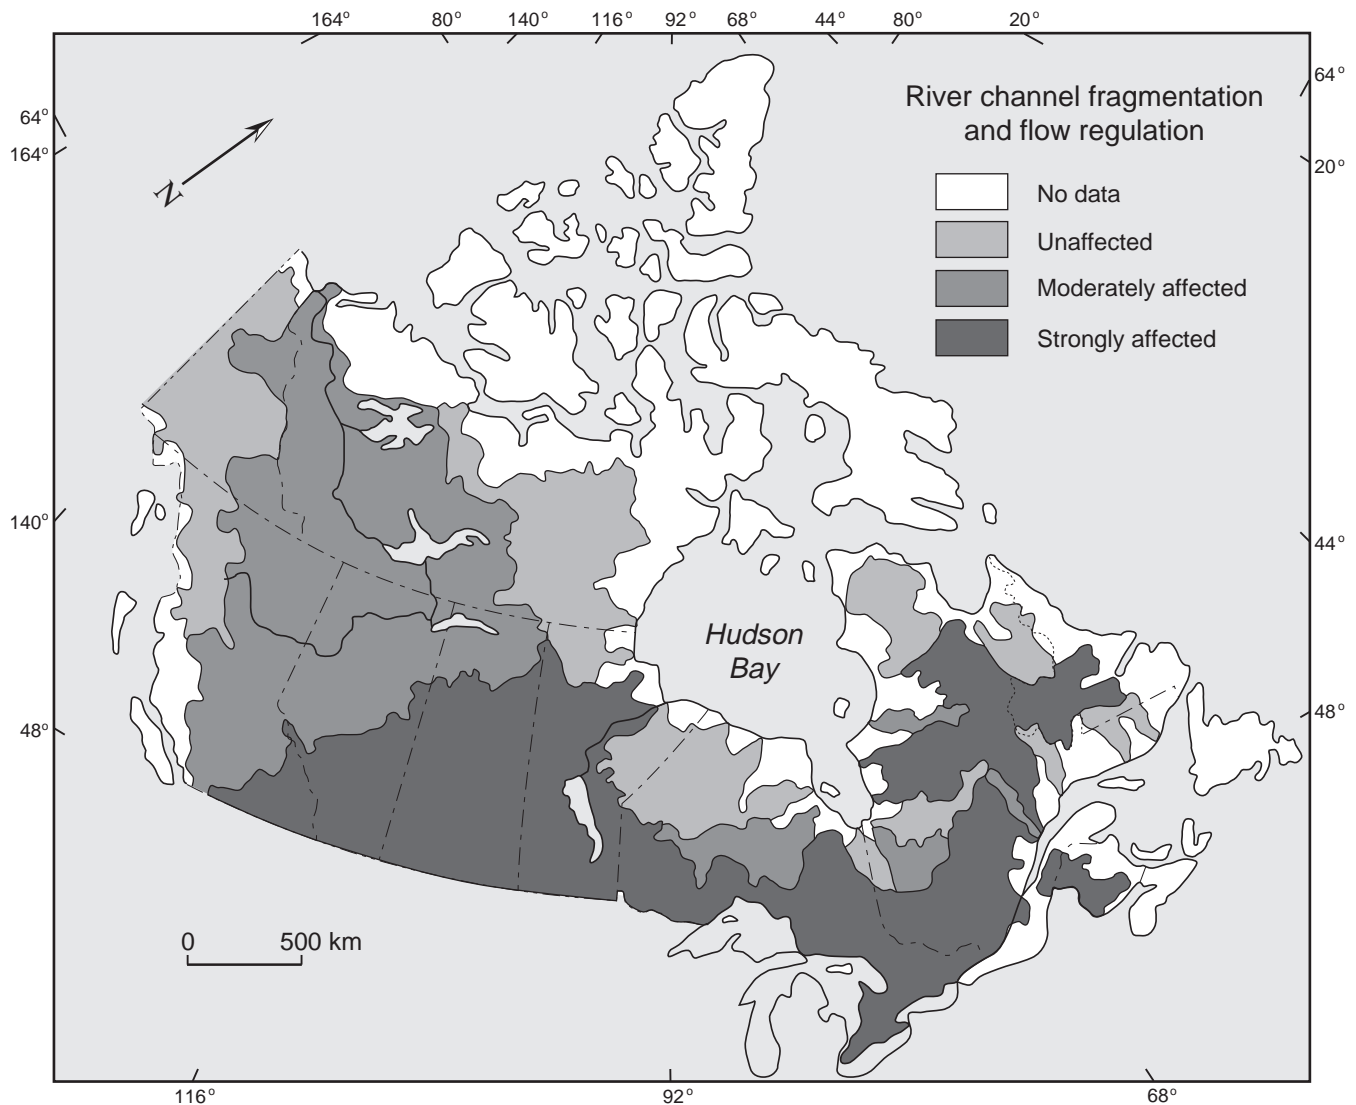 164° 80° 140° 116° 92° 68° 44° 80° 20°
64°
64°
164°
20°
River channel fragmentation
and flow regulation
N
No data
Unaffected
Moderately affected
Strongly affected
140°
44°
Hudson
Bay
48°
48°
0 500 km
116° 92° 68°